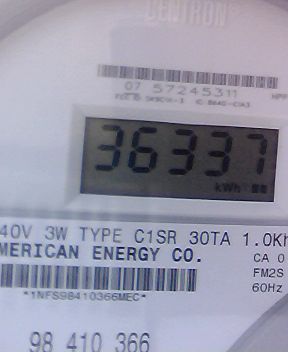 CENTRON
07 57245311
36337
kWh
40V 3W TYPE C1SR 30TA 1.0Kh
MERICAN ENERGY CO.
CA 0
FM2S
60Hz
*1NFS98410366MEC*
98 410 366